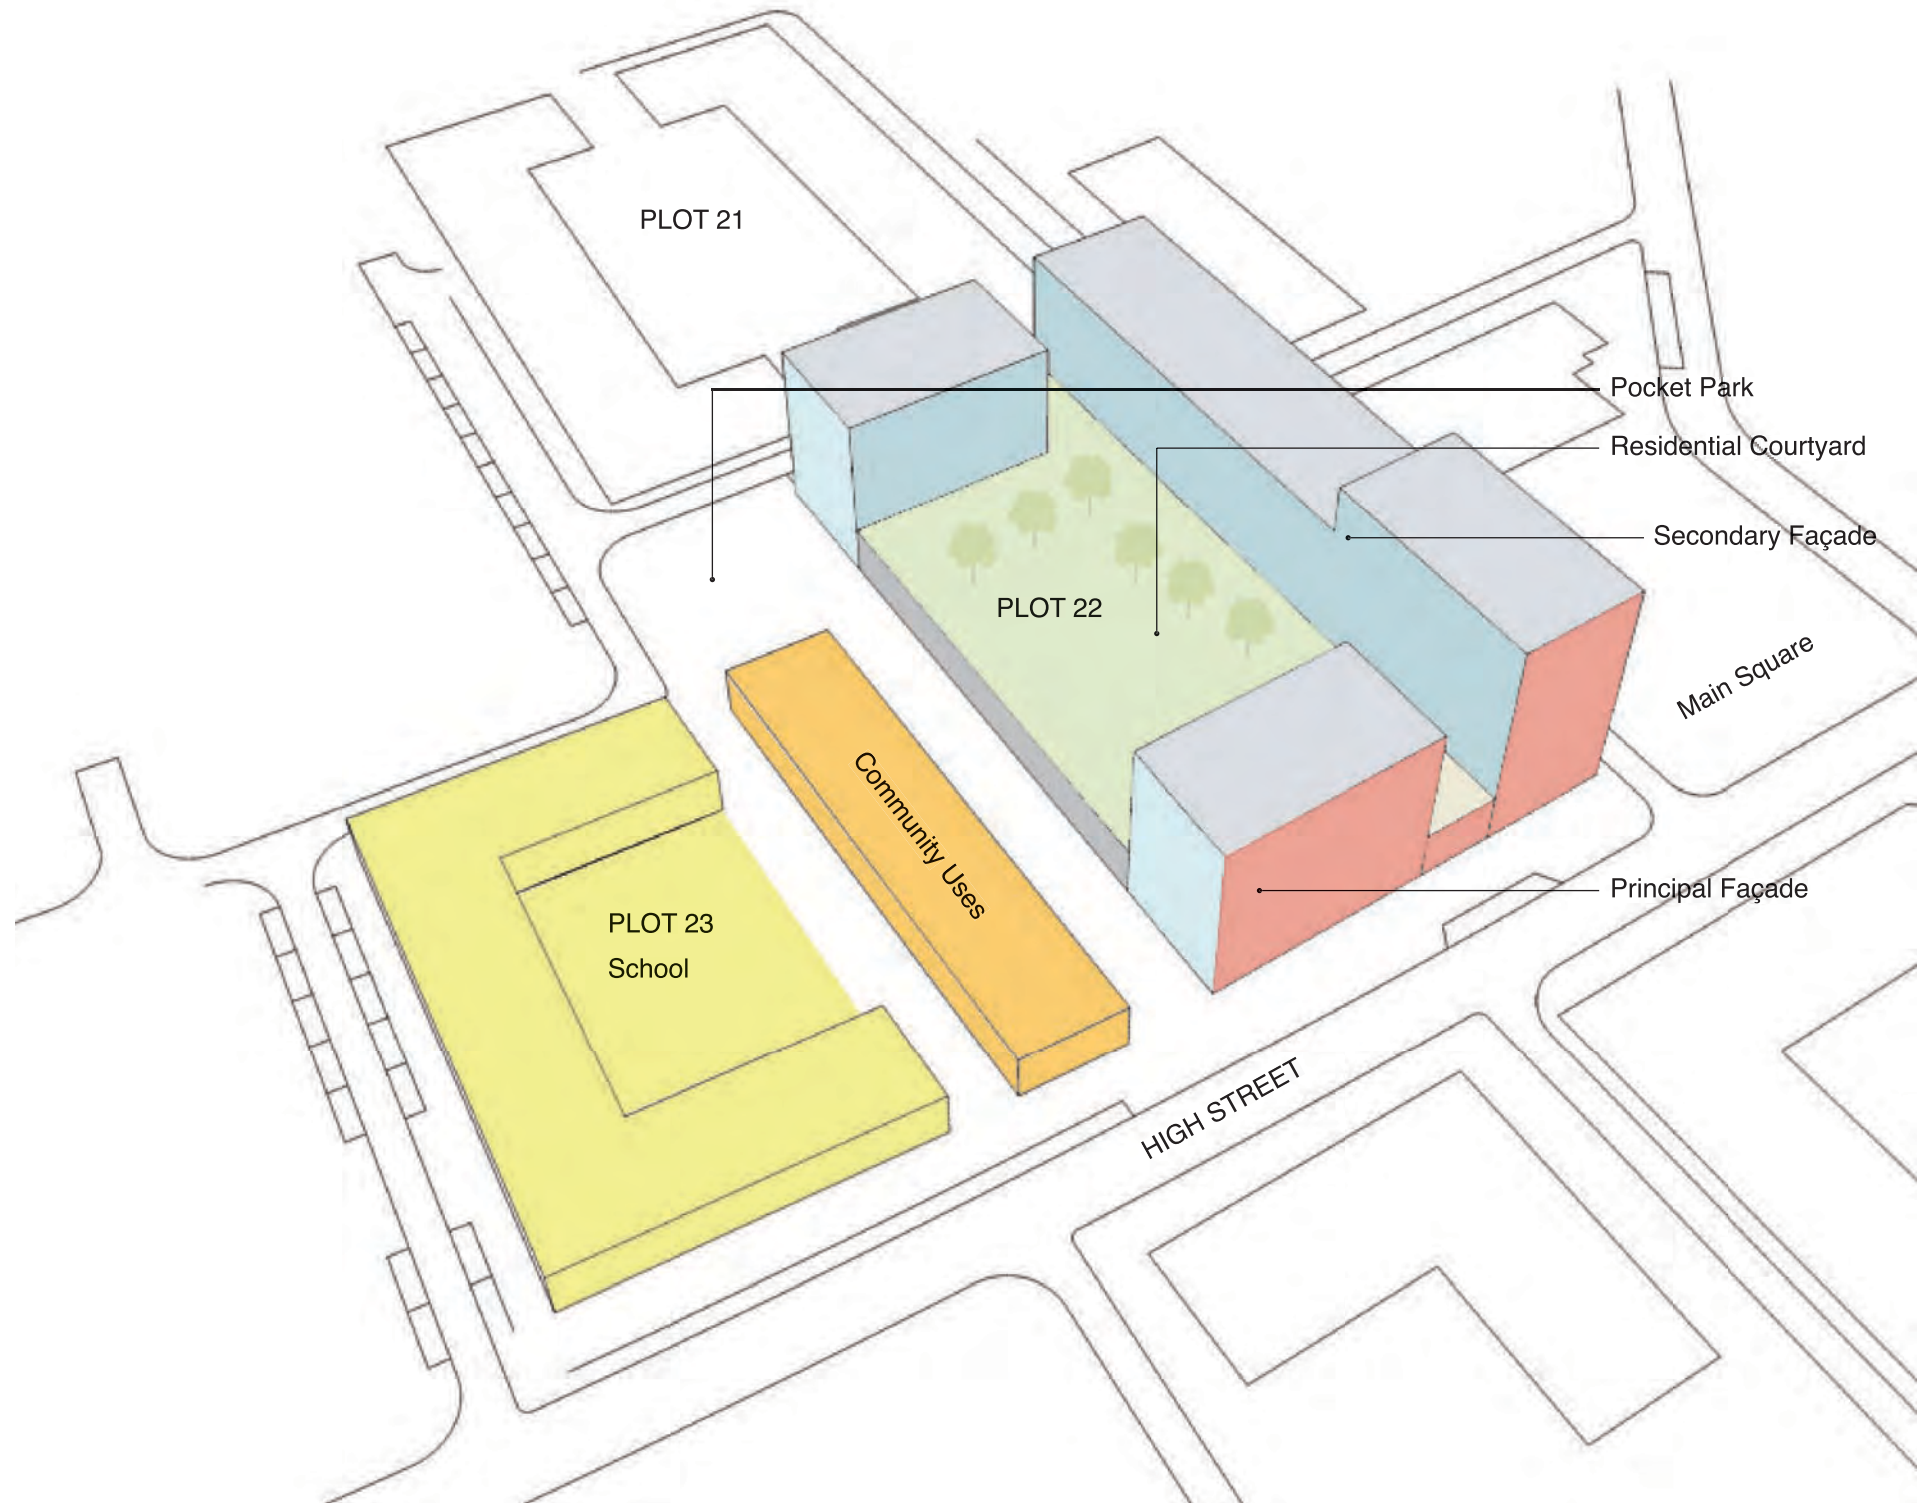 PLOT 21
Pocket Park
Residential Courtyard
Secondary Façade
PLOT 22
Main Square
Community Uses
Principal Façade
PLOT 23
School
HIGH STREET